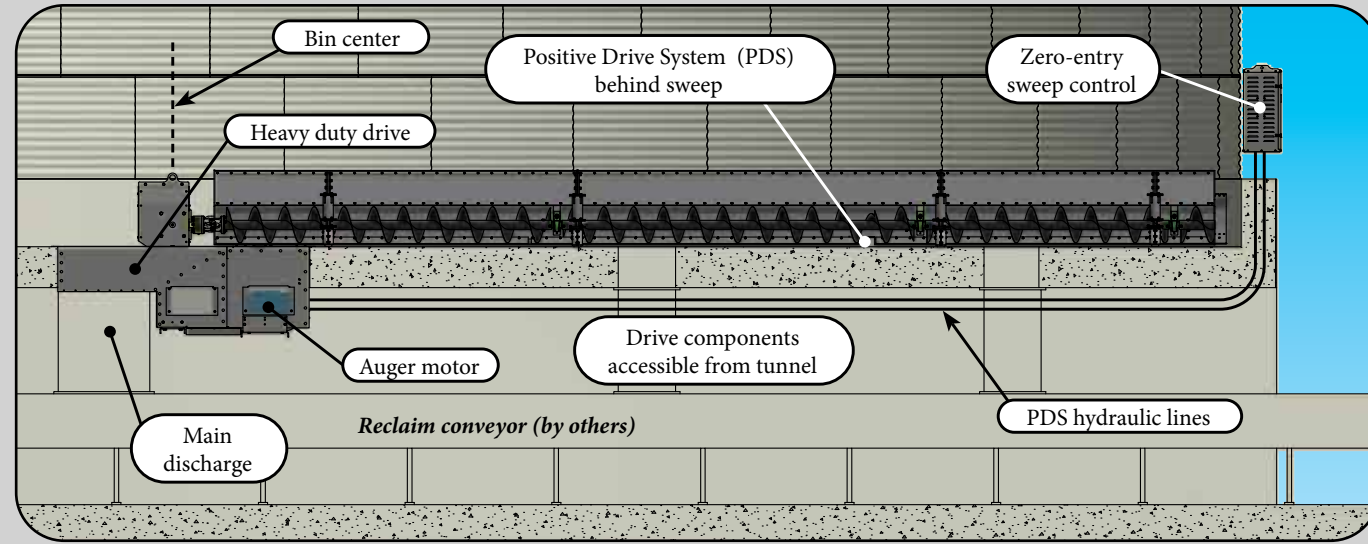 Bin center
Positive Drive System (PDS)
behind sweep
Zero-entry
sweep control
Heavy duty drive
Auger motor
Drive components
accessible from tunnel
Main
discharge
Reclaim conveyor (by others)
PDS hydraulic lines